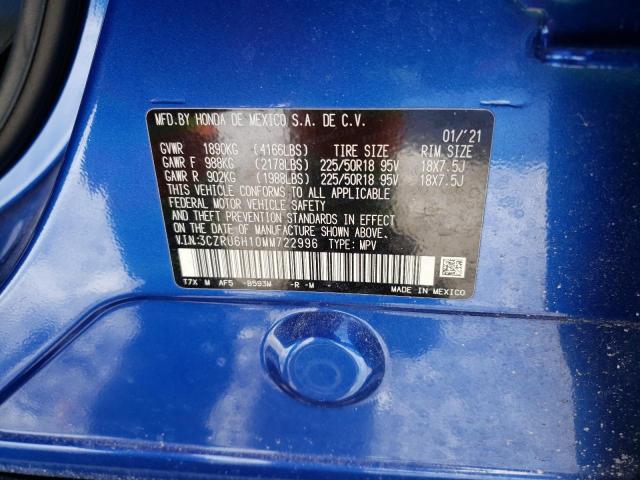 MFD. BY HONDA DE MEXICO S.A. DE C.V. 01/'21
GVWR 1890KG (4166LBS) TIRE SIZE RIM SIZE
GAWR F 988KG (2178LBS) 225/50R18 95V 18X7.5J
GAWR R 902KG (1988LBS) 225/50R18 95V 18X7.5J
THIS VEHICLE CONFORMS TO ALL APPLICABLE
FEDERAL MOTOR VEHICLE SAFETY
AND THEFT PREVENTION STANDARDS IN EFFECT
ON THE DATE OF MANUFACTURE SHOWN ABOVE.
V.I.N:3CZRU6H10MM722996 TYPE: MPV
T7X M AF5 -B593M -R -M -
MADE IN MEXICO